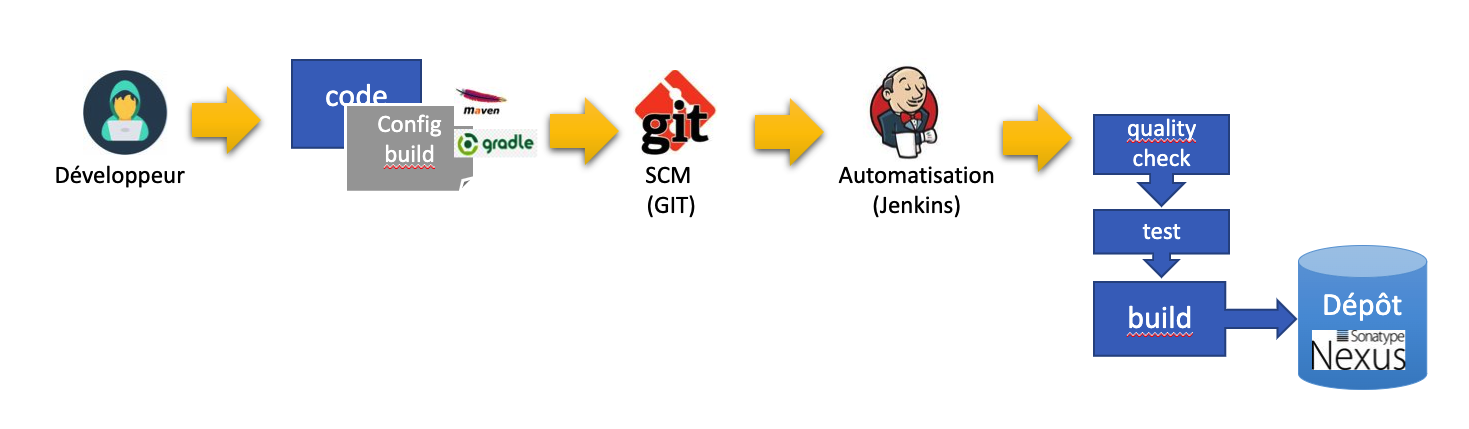 Développeur
code
Config
build
maven
gradle
git
SCM
(GIT)
Automatisation
(Jenkins)
quality
check
test
build
Dépôt
Sonatype
Nexus